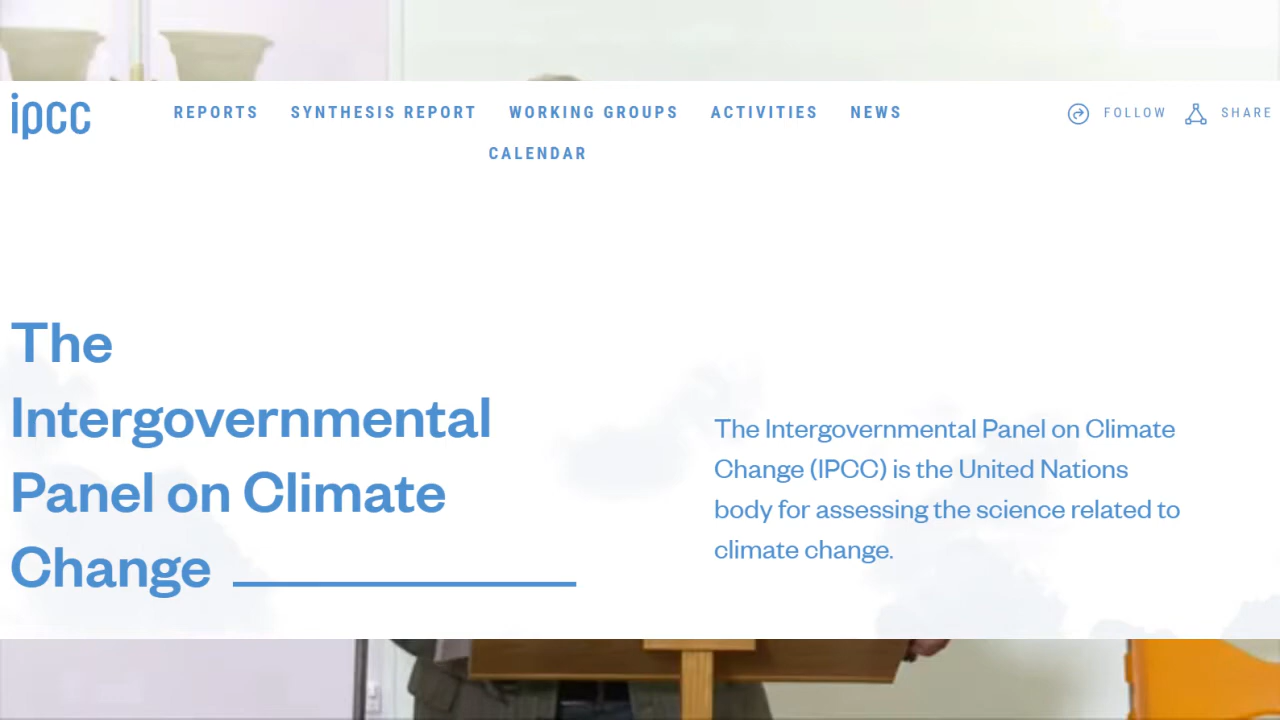 ipcc
REPORTS SYNTHESIS REPORT WORKING GROUPS ACTIVITIES NEWS
CALENDAR
FOLLOW SHARE
The
Intergovernmental
Panel on Climate
Change
The Intergovernmental Panel on Climate
Change (IPCC) is the United Nations
body for assessing the science related to
climate change.